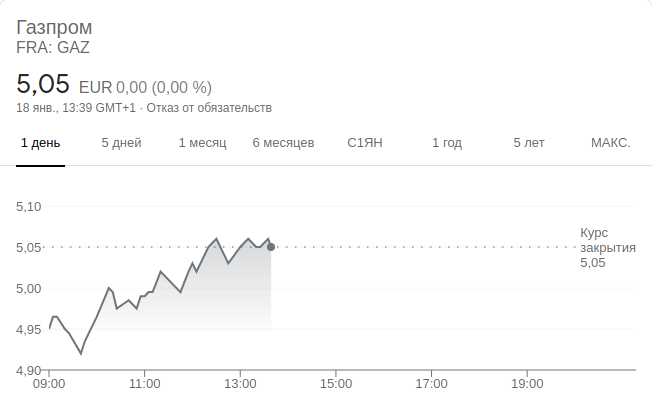 Газпром
FRA: GAZ
5,05 EUR 0,00 (0,00 %)
18 янв., 13:39 GMT+1 · Отказ от обязательств
1 день 5 дней 1 месяц 6 месяцев С1ЯН 1 год 5 лет МАКС.
5,10
5,05
Курс
закрытия
5,05
5,00
4,95
4,90
09:00 11:00 13:00 15:00 17:00 19:00